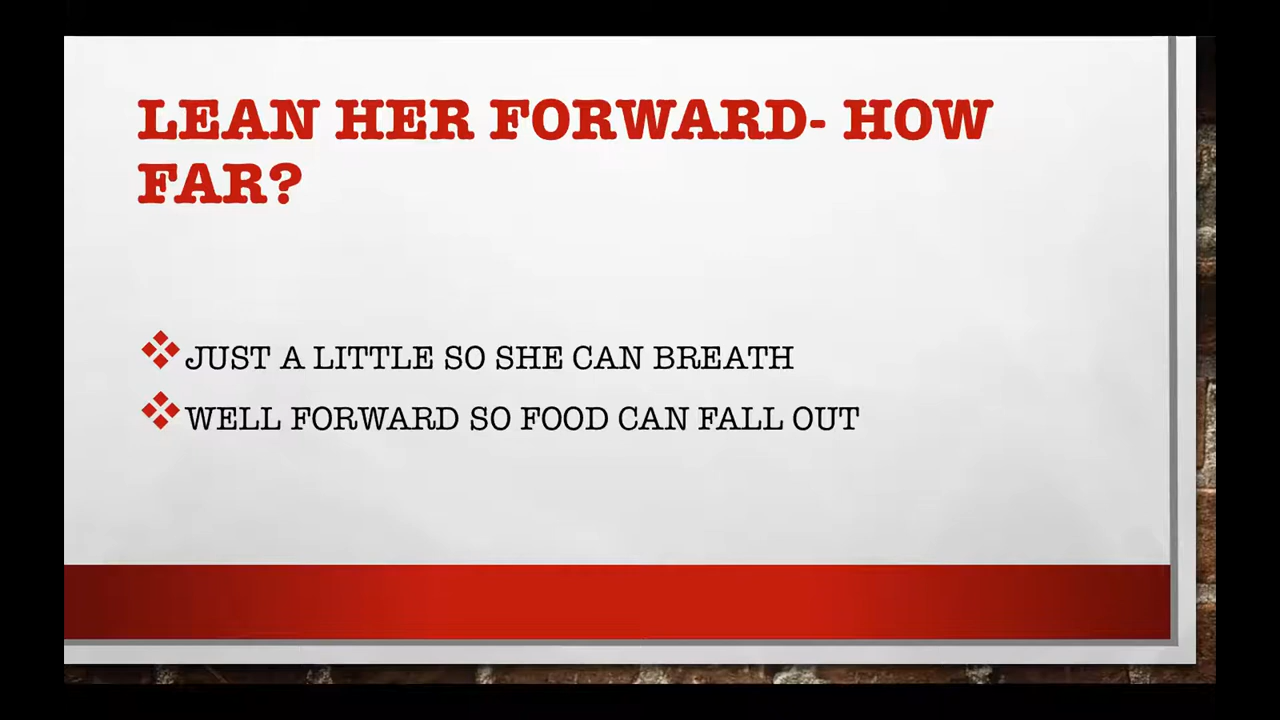 LEAN HER FORWARD- HOW
FAR?
JUST A LITTLE SO SHE CAN BREATH
WELL FORWARD SO FOOD CAN FALL OUT